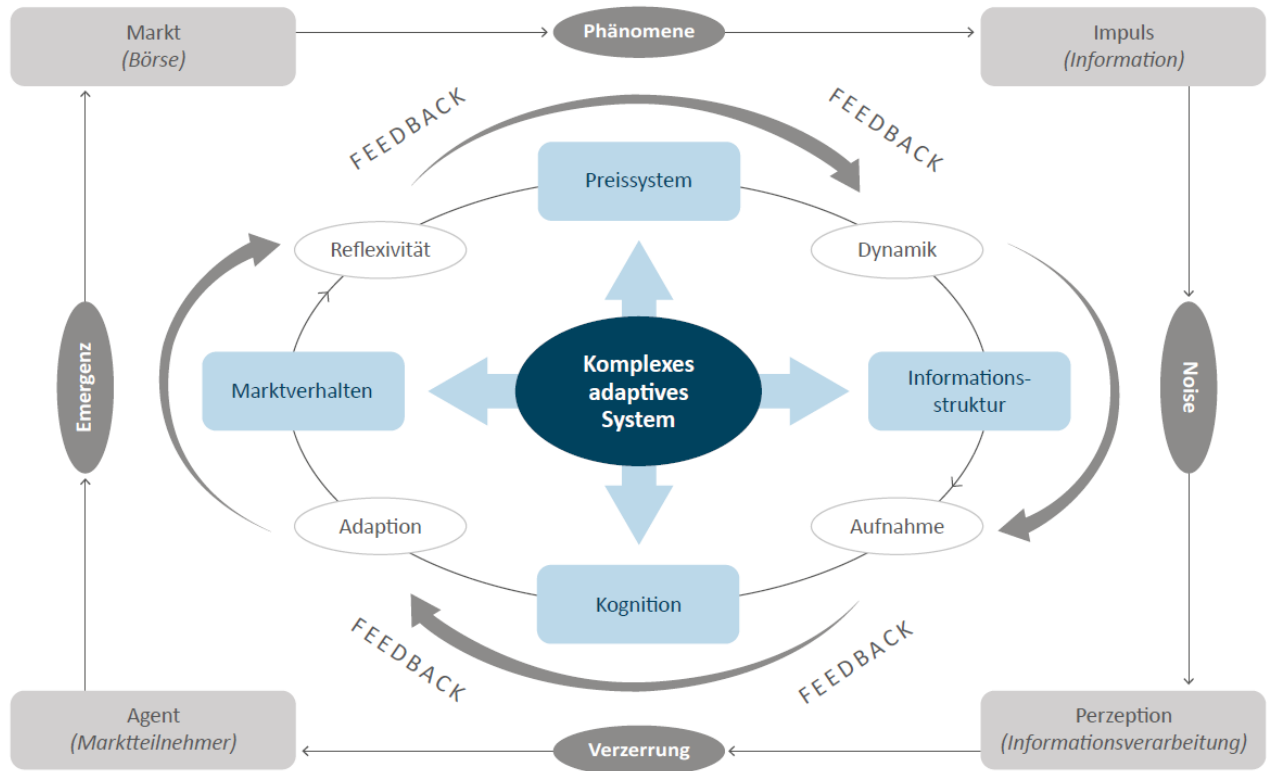 Markt
(Börse)
Phänomene
Impuls
(Information)
FEEDBACK
FEEDBACK
Preissystem
Reflexivität
Dynamik
Emergenz
Marktverhalten
Komplexes
adaptives
System
Informations-
struktur
Noise
Adaption
Aufnahme
Kognition
FEEDBACK
FEEDBACK
Agent
(Marktteilnehmer)
Verzerrung
Perzeption
(Informationsverarbeitung)